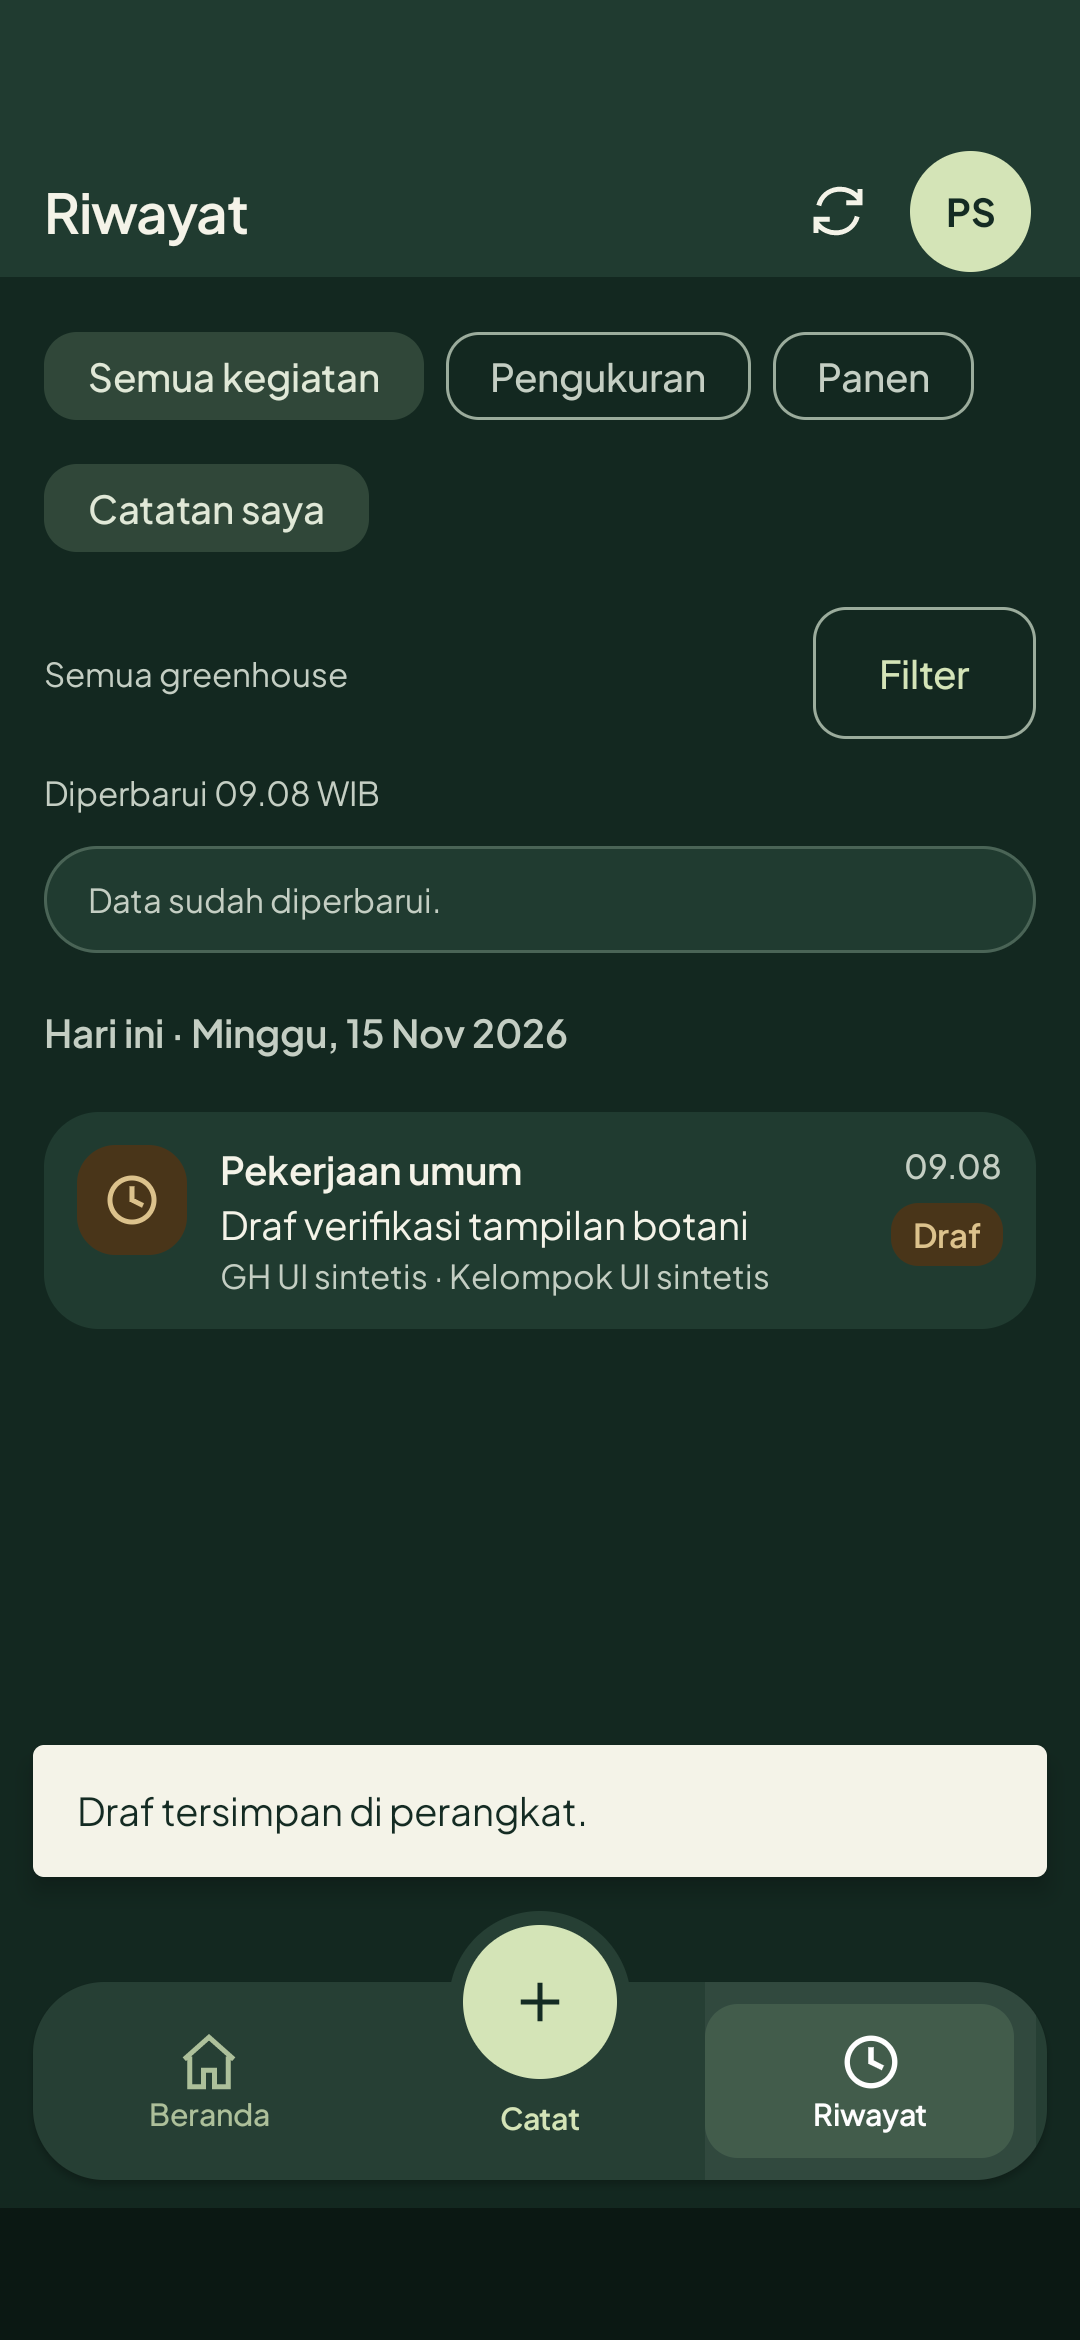 Riwayat
PS
Semua kegiatan
Pengukuran
Panen
Catatan saya
Semua greenhouse
Filter
Diperbarui 09.08 WIB
Data sudah diperbarui.
Hari ini · Minggu, 15 Nov 2026
Pekerjaan umum
09.08
Draf verifikasi tampilan botani
Draf
GH UI sintetis · Kelompok UI sintetis
Draf tersimpan di perangkat.
Beranda
Catat
Riwayat